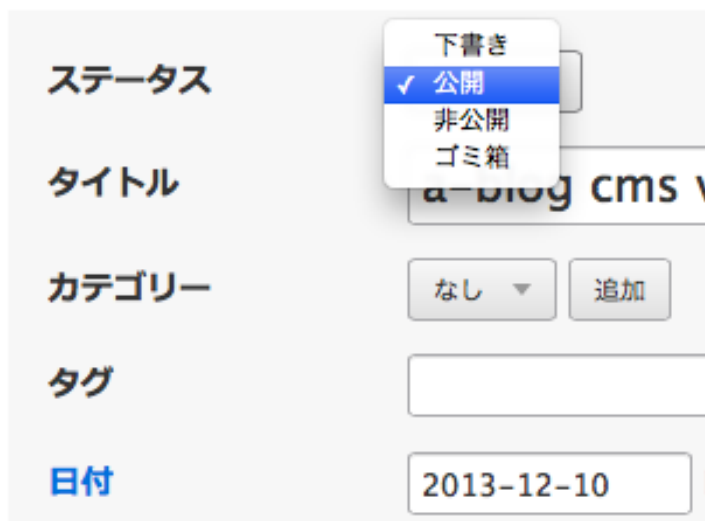 下書き
ステータス
✓ 公開
非公開
ゴミ箱
タイトル
a-blog cms
カテゴリー
なし
追加
タグ
日付
2013-12-10